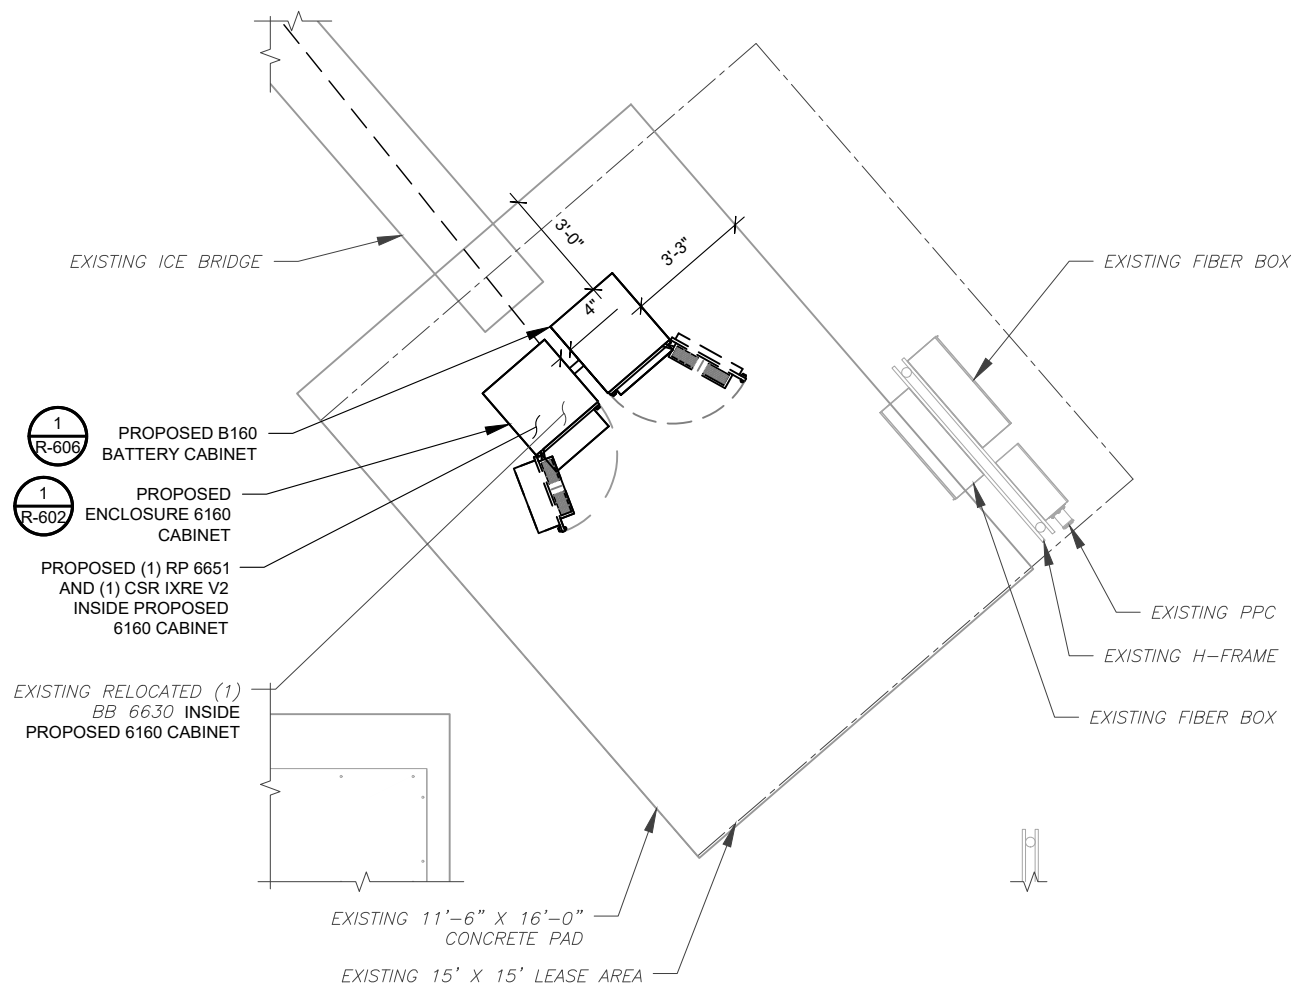 3'-0"
3'-3"
4"
EXISTING ICE BRIDGE
EXISTING FIBER BOX
1
R-606
PROPOSED B160
BATTERY CABINET
1
R-602
PROPOSED
ENCLOSURE 6160
CABINET
PROPOSED (1) RP 6651
AND (1) CSR IXRE V2
INSIDE PROPOSED
6160 CABINET
EXISTING RELOCATED (1)
BB 6630 INSIDE
PROPOSED 6160 CABINET
EXISTING PPC
EXISTING H-FRAME
EXISTING FIBER BOX
EXISTING 11'-6" X 16'-0"
CONCRETE PAD
EXISTING 15' X 15' LEASE AREA